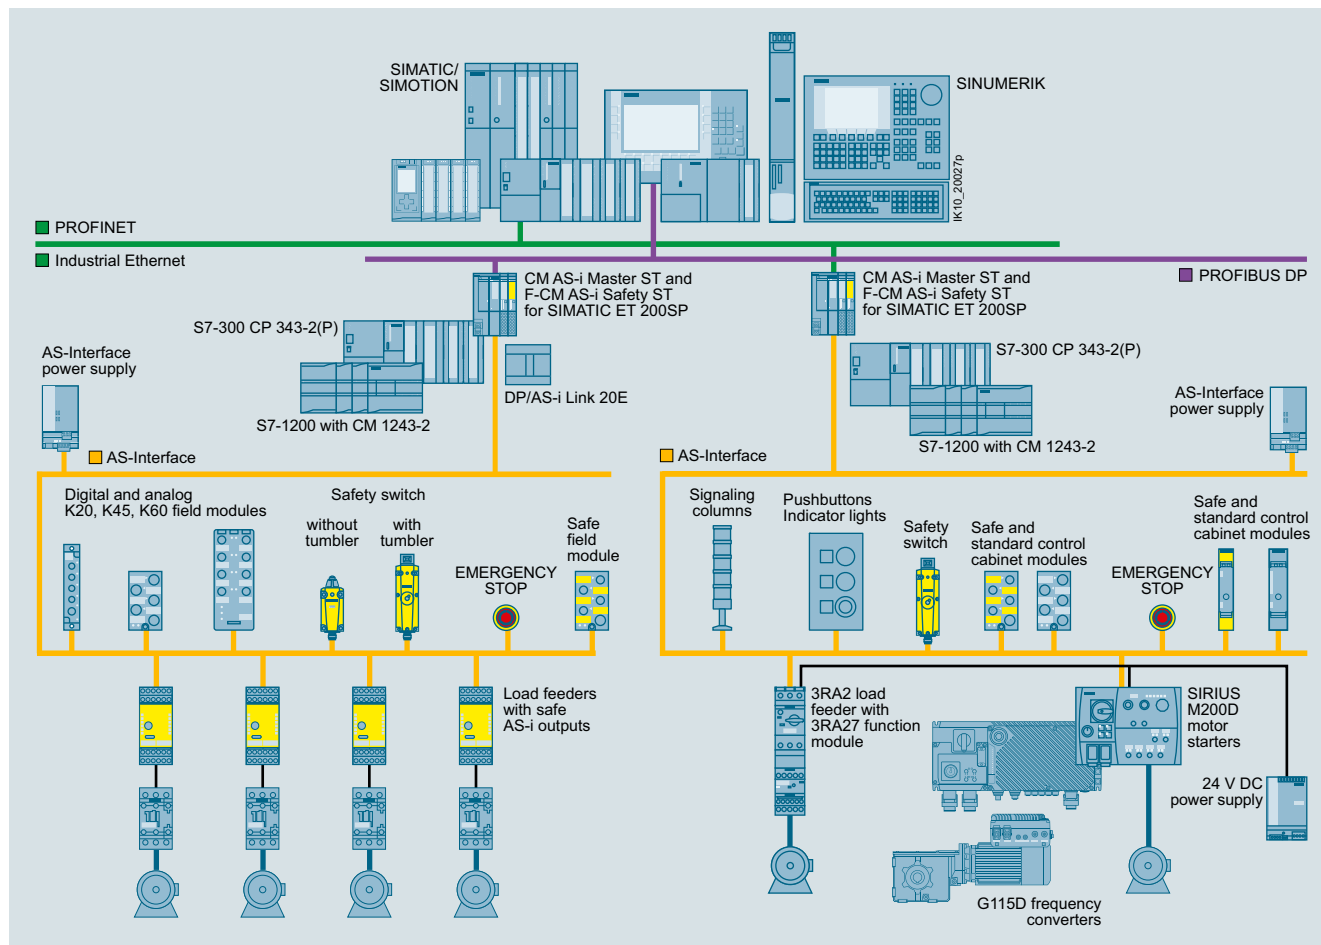 SIMATIC/
SIMOTION
SINUMERIK
IK10_20027p
PROFINET
Industrial Ethernet
PROFIBUS DP
CM AS-i Master ST and
F-CM AS-i Safety ST
for SIMATIC ET 200SP
CM AS-i Master ST and
F-CM AS-i Safety ST
for SIMATIC ET 200SP
S7-300 CP 343-2(P)
S7-300 CP 343-2(P)
AS-Interface
power supply
DP/AS-i Link 20E
AS-Interface
power supply
S7-1200 with CM 1243-2
S7-1200 with CM 1243-2
AS-Interface
AS-Interface
Digital and analog
K20, K45, K60 field modules
Safety switch
without
tumbler
with
tumbler
Safe
field
module
EMERGENCY
STOP
Signaling
columns
Pushbuttons
Indicator lights
Safety
switch
Safe and
standard control
cabinet modules
EMERGENCY
STOP
Safe and
standard control
cabinet modules
Load feeders
with safe
AS-i outputs
3RA2 load
feeder with
3RA27 function
module
SIRIUS
M200D
motor
starters
24 V DC
power supply
G115D frequency
converters